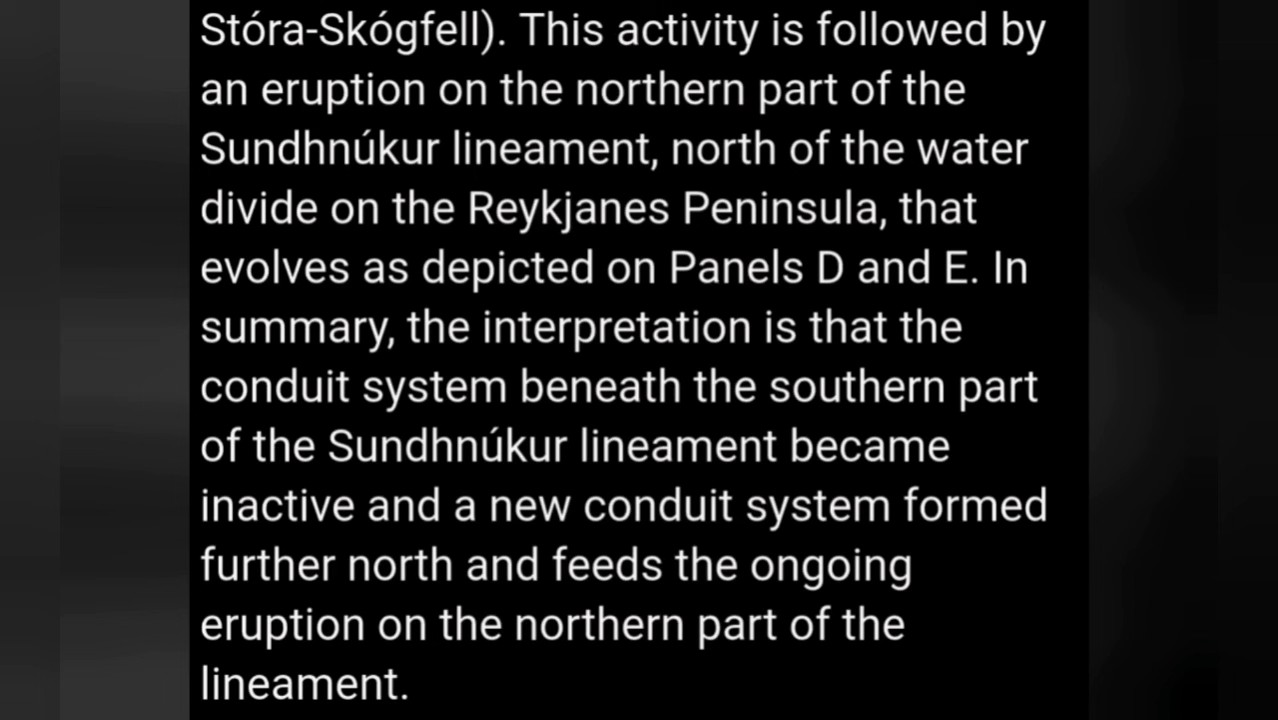 Stóra-Skógfell). This activity is followed by
an eruption on the northern part of the
Sundhnúkur lineament, north of the water
divide on the Reykjanes Peninsula, that
evolves as depicted on Panels D and E. In
summary, the interpretation is that the
conduit system beneath the southern part
of the Sundhnúkur lineament became
inactive and a new conduit system formed
further north and feeds the ongoing
eruption on the northern part of the
lineament.